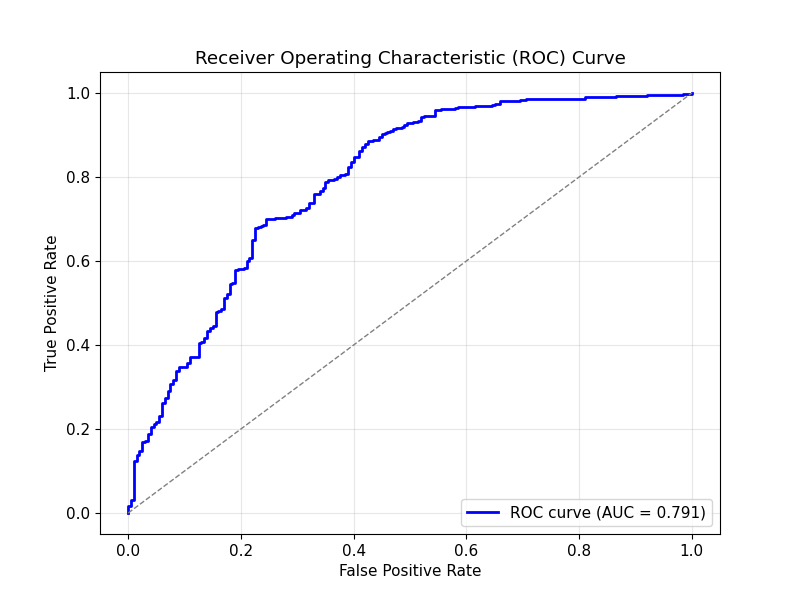 Receiver Operating Characteristic (ROC) Curve
True Positive Rate
1.0
0.8
0.6
0.4
0.2
0.0
ROC curve (AUC = 0.791)
0.0 0.2 0.4 0.6 0.8 1.0
False Positive Rate